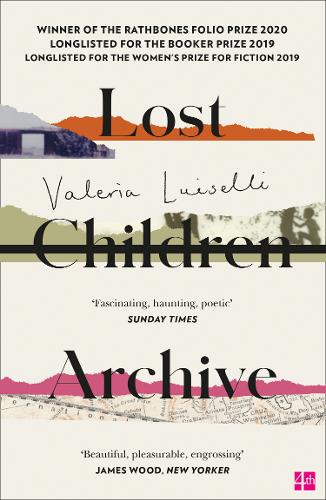 WINNER OF THE RATHBONES FOLIO PRIZE 2020
LONGLISTED FOR THE BOOKER PRIZE 2019
LONGLISTED FOR THE WOMEN'S PRIZE FOR FICTION 2019
Lost
Valeria Luiselli
Children
‘Fascinating, haunting, poetic’
SUNDAY TIMES
Archive
‘Beautiful, pleasurable, engrossing’
JAMES WOOD, NEW YORKER
4th